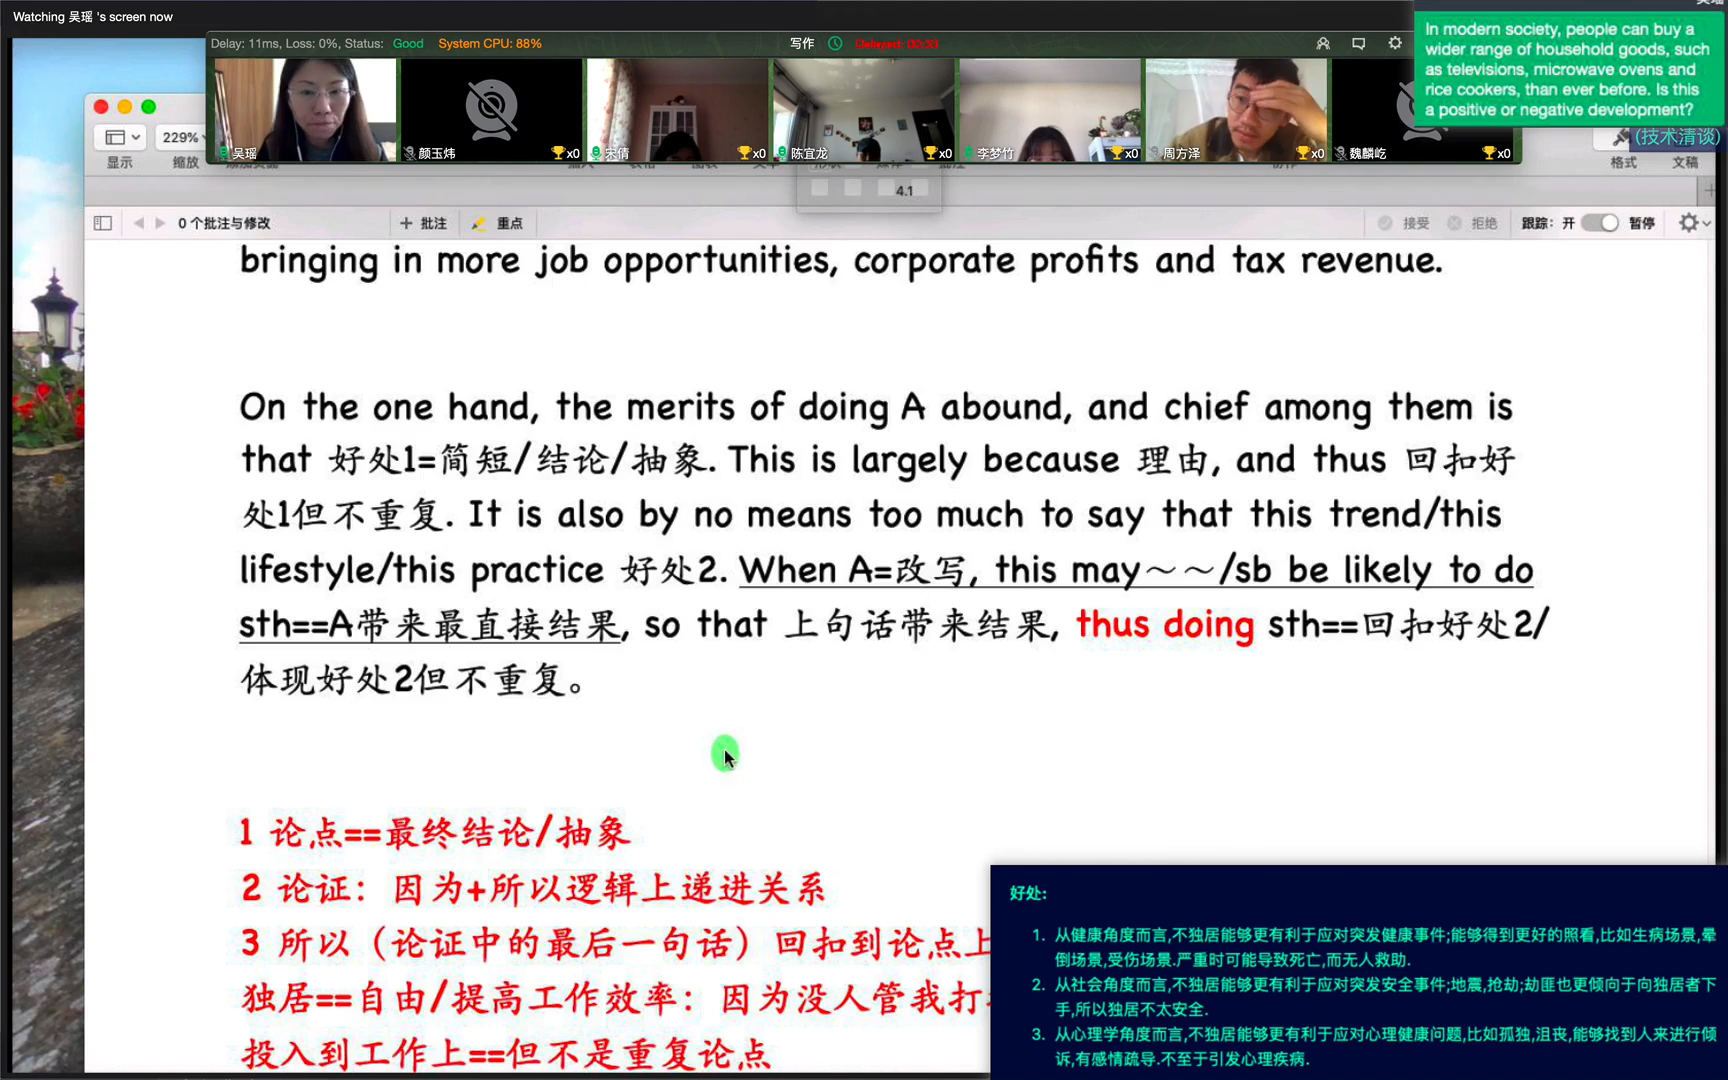 Watching 吴瑶 's screen now
Delay: 11ms, Loss: 0%, Status: Good System CPU: 88%
写作
In modern society, people can buy a
wider range of household goods, such
as televisions, microwave ovens and
rice cookers, than ever before. Is this
a positive or negative development?
(技术清谈)
吴瑶
颜玉炜 x0
宋倩 x0
陈宜龙 x0
李梦竹 x0
周方泽 x0
魏麟屹 x0
229%
显示
缩放
格式
文稿
4.1
0 个批注与修改
批注
重点
接受
拒绝
跟踪: 开
暂停
bringing in more job opportunities, corporate profits and tax revenue.
On the one hand, the merits of doing A abound, and chief among them is
that 好处1=简短/结论/抽象. This is largely because 理由, and thus 回扣好
处1但不重复. It is also by no means too much to say that this trend/this
lifestyle/this practice 好处2. When A=改写, this may～～/sb be likely to do
sth==A带来最直接结果, so that 上句话带来结果, thus doing sth==回扣好处2/
体现好处2但不重复。
1 论点==最终结论/抽象
2 论证：因为+所以逻辑上递进关系
3 所以（论证中的最后一句话）回扣到论点上
独居==自由/提高工作效率：因为没人管我打
投入到工作上==但不是重复论点
好处:
1. 从健康角度而言,不独居能够更有利于应对突发健康事件;能够得到更好的照看,比如生病场景,晕
倒场景,受伤场景.严重时可能导致死亡,而无人救助.
2. 从社会角度而言,不独居能够更有利于应对突发安全事件;地震,抢劫;劫匪也更倾向于向独居者下
手,所以独居不太安全.
3. 从心理学角度而言,不独居能够更有利于应对心理健康问题,比如孤独,沮丧,能够找到人来进行倾
诉,有感情疏导.不至于引发心理疾病.